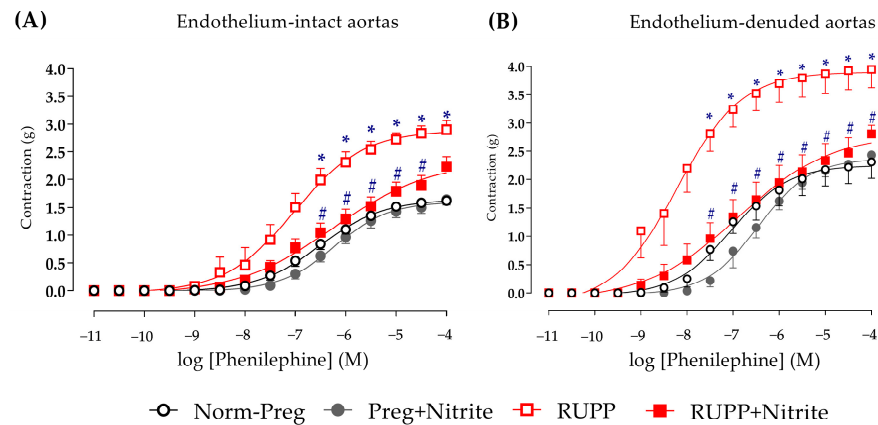 (A) Endothelium-intact aortas
4.0
3.5
3.0
2.5
2.0
1.5
1.0
0.5
0.0
Contraction (g)
* * * * * *
# # # # #
–11 –10 –9 –8 –7 –6 –5 –4
log [Phenilephine] (M)
(B) Endothelium-denuded aortas
4.0
3.5
3.0
2.5
2.0
1.5
1.0
0.5
0.0
Contraction (g)
* * * * * * * *
# # # # # # # #
–11 –10 –9 –8 –7 –6 –5 –4
log [Phenilephine] (M)
Norm-Preg Preg+Nitrite RUPP RUPP+Nitrite